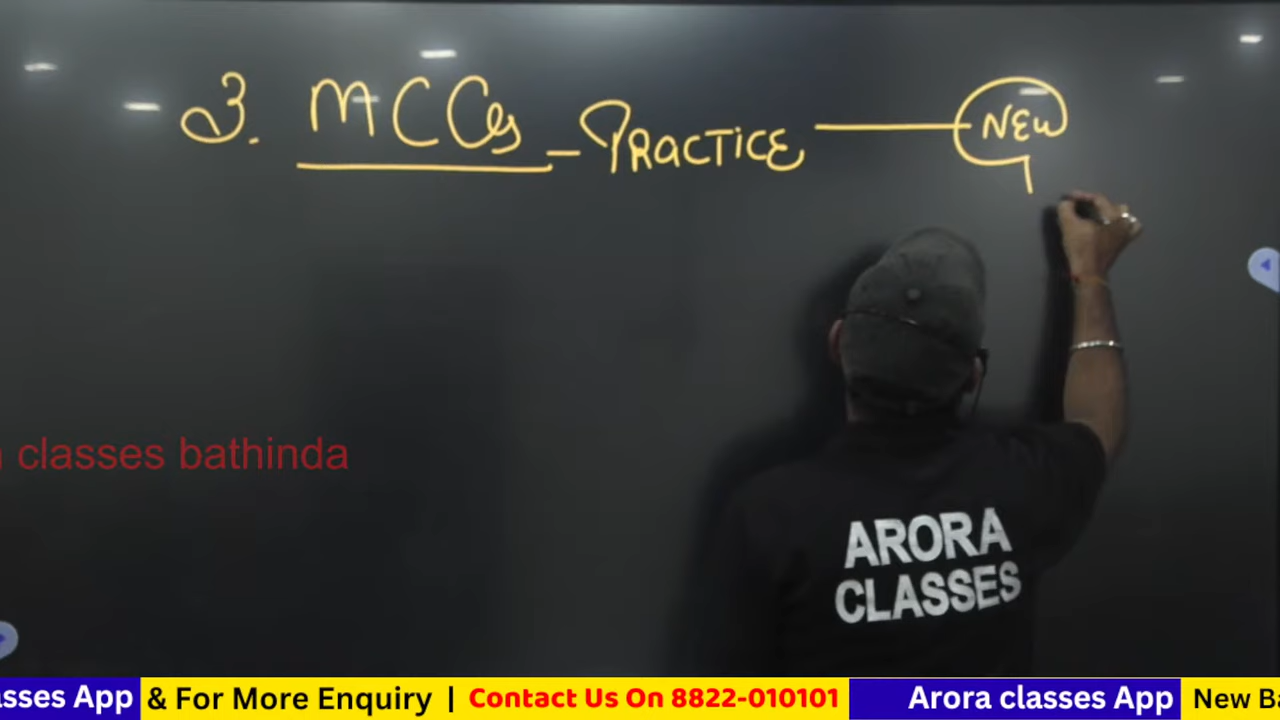 3. MCQs - PRACTICE — NEW
classes bathinda
ARORA
CLASSES
asses App & For More Enquiry | Contact Us On 8822-010101 Arora classes App New Ba